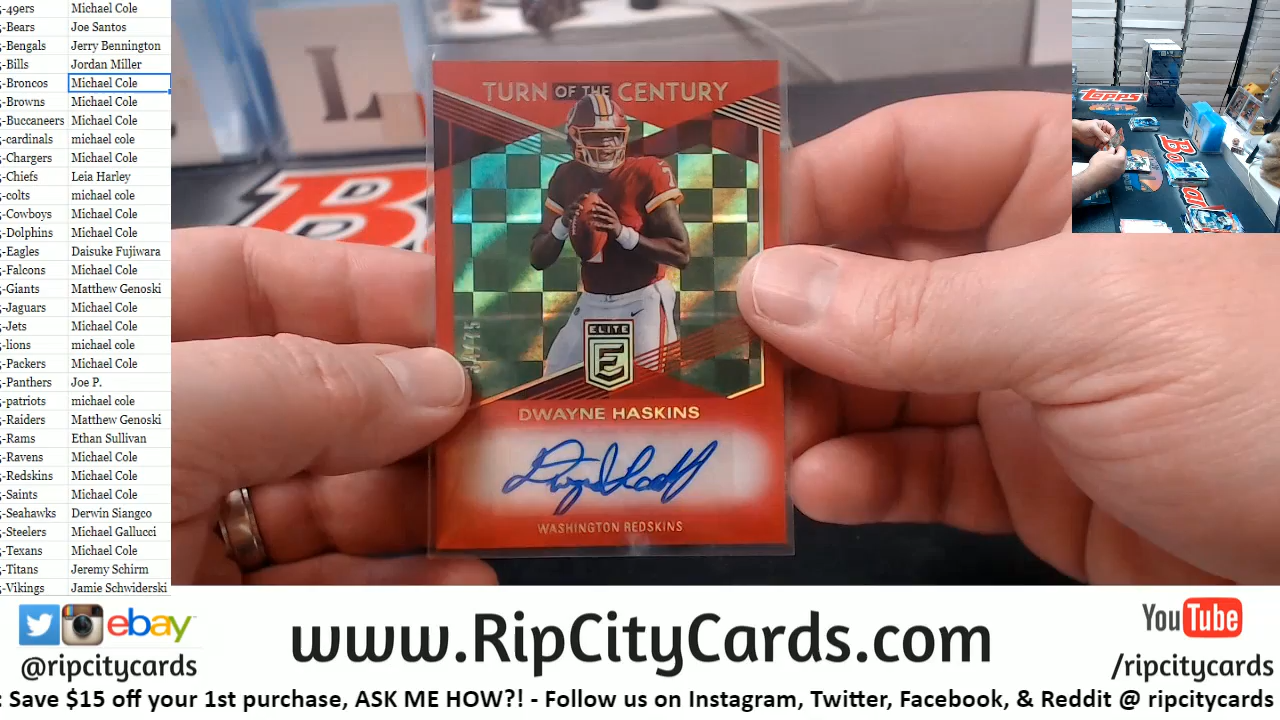 -49ers Michael Cole
-Bears Joe Santos
-Bengals Jerry Bennington
-Bills Jordan Miller
-Broncos Michael Cole
-Browns Michael Cole
-Buccaneers Michael Cole
-cardinals michael cole
-Chargers Michael Cole
-Chiefs Leia Harley
-colts michael cole
-Cowboys Michael Cole
-Dolphins Michael Cole
-Eagles Daisuke Fujiwara
-Falcons Michael Cole
-Giants Matthew Genoski
-Jaguars Michael Cole
-Jets Michael Cole
-lions michael cole
-Packers Michael Cole
-Panthers Joe P.
-patriots michael cole
-Raiders Matthew Genoski
-Rams Ethan Sullivan
-Ravens Michael Cole
-Redskins Michael Cole
-Saints Michael Cole
-Seahawks Derwin Siangco
-Steelers Michael Gallucci
-Texans Michael Cole
-Titans Jeremy Schirm
-Vikings Jamie Schwiderski
L
TURN OF THE CENTURY
7
ELITE
E
DWAYNE HASKINS
WASHINGTON REDSKINS
topps
ebay
@ripcitycards
www.RipCityCards.com
YouTube
/ripcitycards
: Save $15 off your 1st purchase, ASK ME HOW?! - Follow us on Instagram, Twitter, Facebook, & Reddit @ ripcitycards